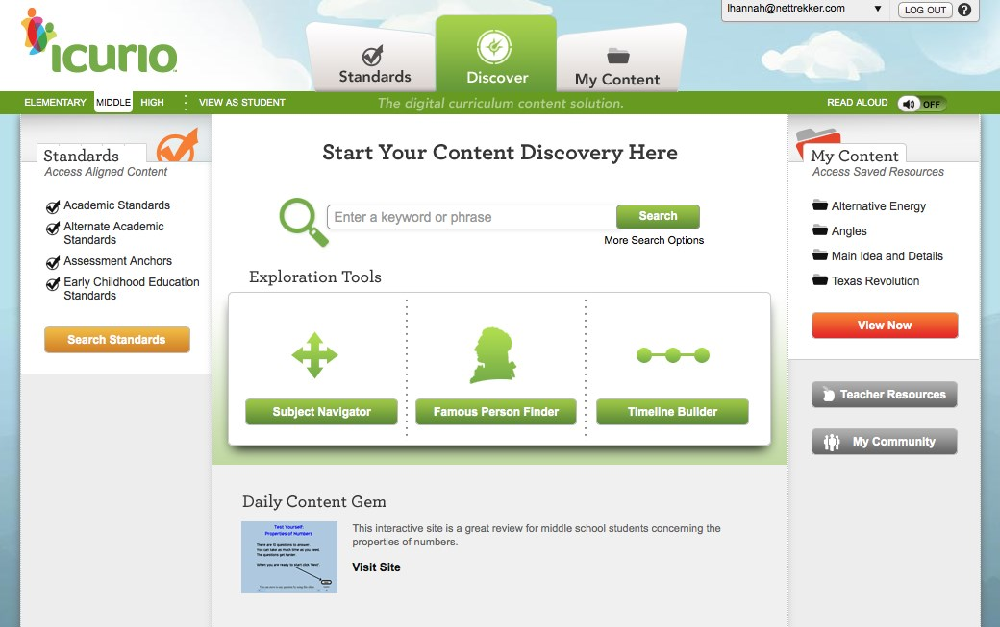 lhannah@nettrekker.com
LOG OUT
?
icurio
Standards
Discover
My Content
ELEMENTARY
MIDDLE
HIGH
VIEW AS STUDENT
The digital curriculum content solution.
READ ALOUD
OFF
Standards
Access Aligned Content
Academic Standards
Alternate Academic
Standards
Assessment Anchors
Early Childhood Education
Standards
Search Standards
Start Your Content Discovery Here
Enter a keyword or phrase
Search
More Search Options
Exploration Tools
Subject Navigator
Famous Person Finder
Timeline Builder
Daily Content Gem
Test Yourself:
Properties of Numbers
There are 10 questions to answer.
You can take as much time as you need.
The questions get harder.
When you are ready to start click "Next".
This interactive site is a great review for middle school students concerning the
properties of numbers.
Visit Site
My Content
Access Saved Resources
Alternative Energy
Angles
Main Idea and Details
Texas Revolution
View Now
Teacher Resources
My Community